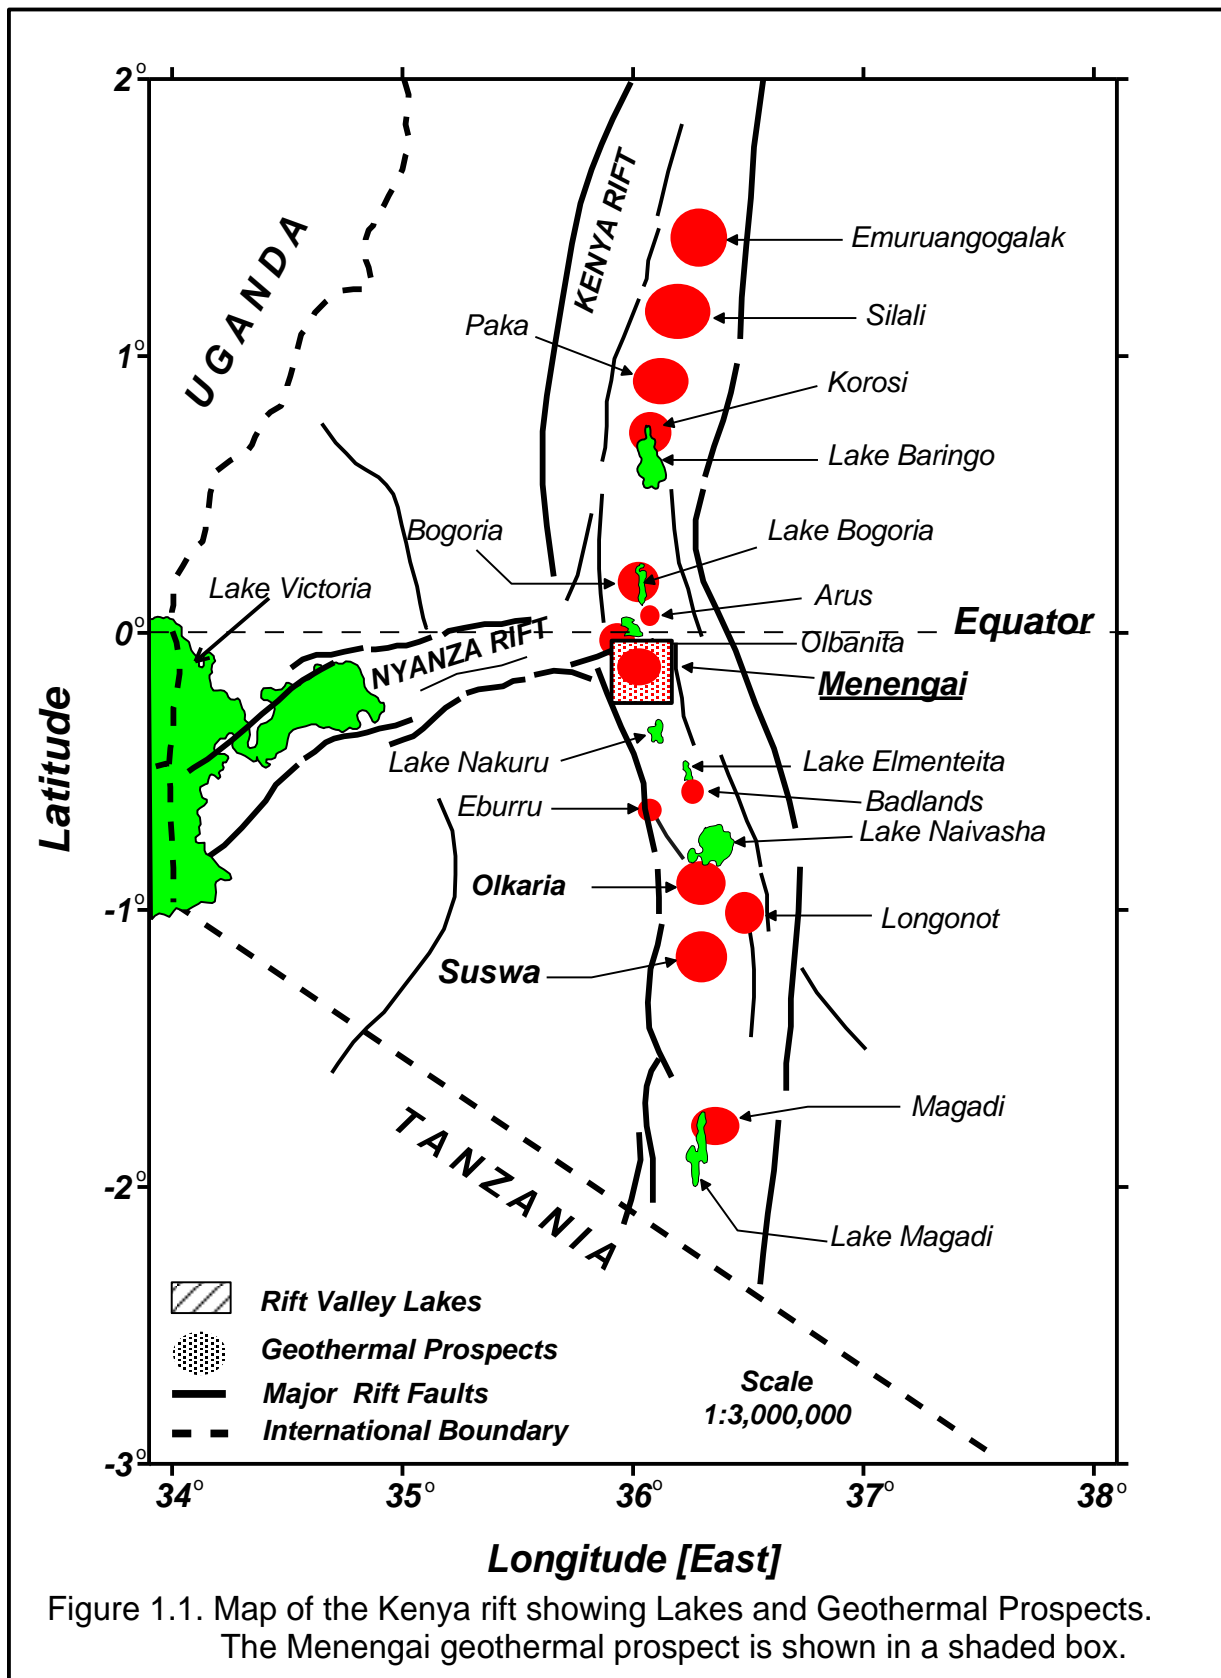 2°
1°
0°
-1°
-2°
-3°
34°
35°
36°
37°
38°
Latitude
Longitude [East]
UGANDA
KENYA RIFT
Emuruangogalak
Silali
Paka
Korosi
Lake Baringo
Bogoria
Lake Bogoria
Lake Victoria
Arus
Equator
NYANZA RIFT
Olbanita
Menengai
Lake Nakuru
Lake Elmenteita
Eburru
Badlands
Lake Naivasha
Olkaria
Longonot
Suswa
Magadi
TANZANIA
Lake Magadi
Rift Valley Lakes
Geothermal Prospects
Major Rift Faults
International Boundary
Scale
1:3,000,000
Figure 1.1. Map of the Kenya rift showing Lakes and Geothermal Prospects.
The Menengai geothermal prospect is shown in a shaded box.